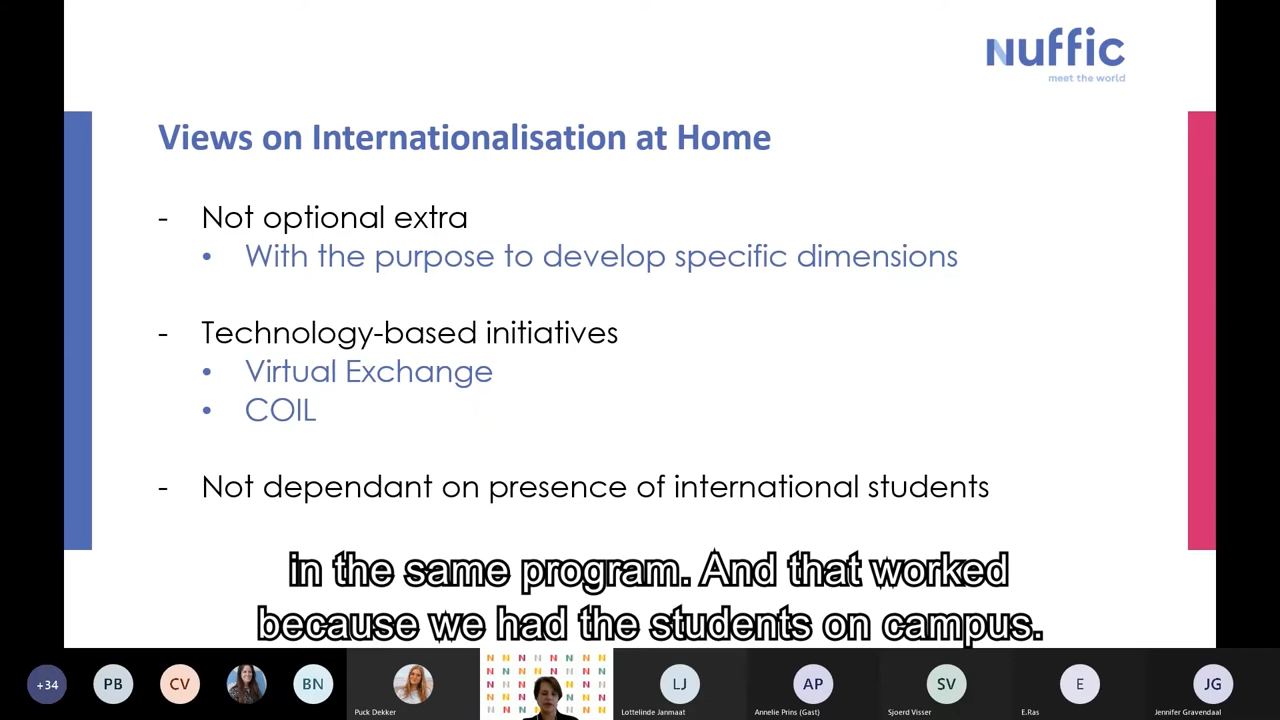 Nuffic
meet the world
Views on Internationalisation at Home
- Not optional extra
• With the purpose to develop specific dimensions
- Technology-based initiatives
• Virtual Exchange
• COIL
- Not dependant on presence of international students
in the same program. And that worked
because we had the students on campus.
+34
PB
CV
BN
LJ
AP
SV
E
JG
Puck Dekker
Lottelinde Janmaat
Annelie Prins (Gast)
Sjoerd Visser
E.Ras
Jennifer Gravendaal